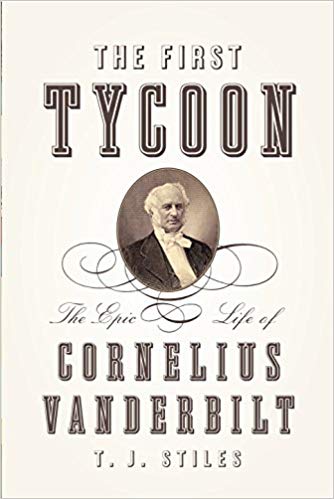 THE FIRST
TYCOON
The Epic Life of
CORNELIUS
VANDERBILT
T. J. STILES